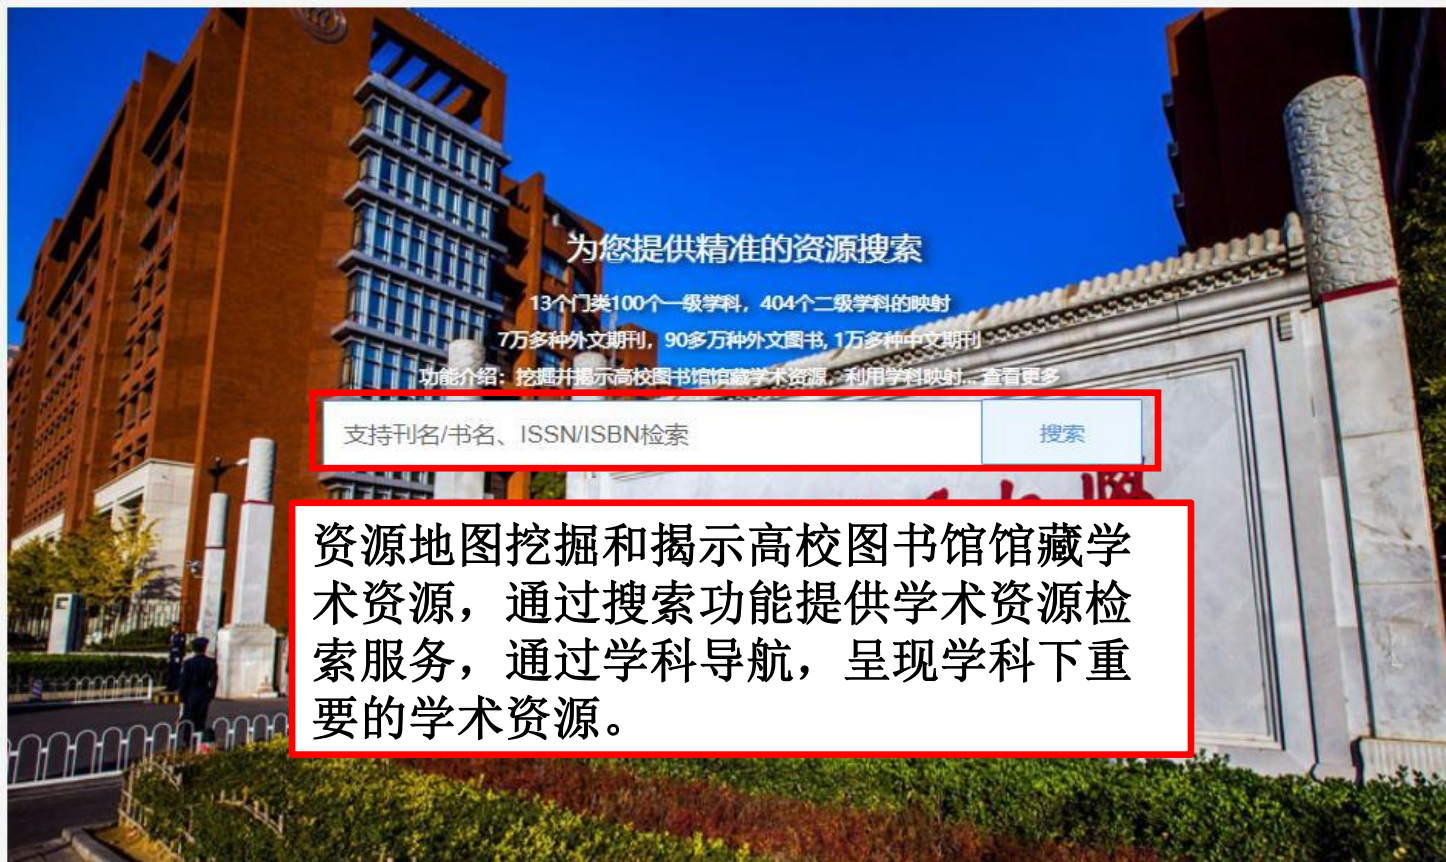 为您提供精准的资源搜索
13个门类100个一级学科，404个二级学科的映射
7万多种外文期刊，90多万种外文图书, 1万多种中文期刊
功能介绍：挖掘并揭示高校图书馆馆藏学术资源，利用学科映射... 查看更多
支持刊名/书名、ISSN/ISBN检索
搜索
资源地图挖掘和揭示高校图书馆馆藏学
术资源，通过搜索功能提供学术资源检
索服务，通过学科导航，呈现学科下重
要的学术资源。